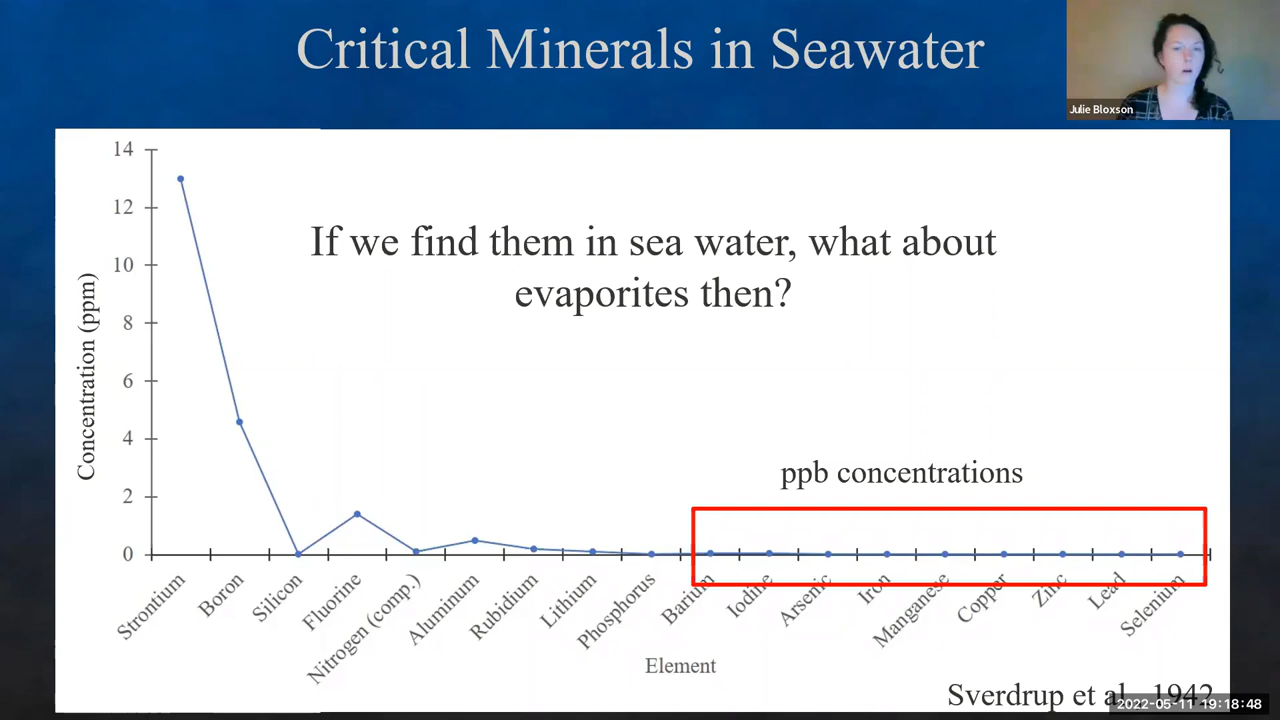 Critical Minerals in Seawater
Julie Bloxson
14
12
10
8
6
4
2
0
Concentration (ppm)
If we find them in sea water, what about
evaporites then?
ppb concentrations
Strontium
Boron
Silicon
Fluorine
Nitrogen (comp.)
Aluminum
Rubidium
Lithium
Phosphorus
Barium
Iodine
Arsenic
Iron
Manganese
Copper
Zinc
Lead
Selenium
Element
Sverdrup et al., 1942
2022-05-11 19:18:48